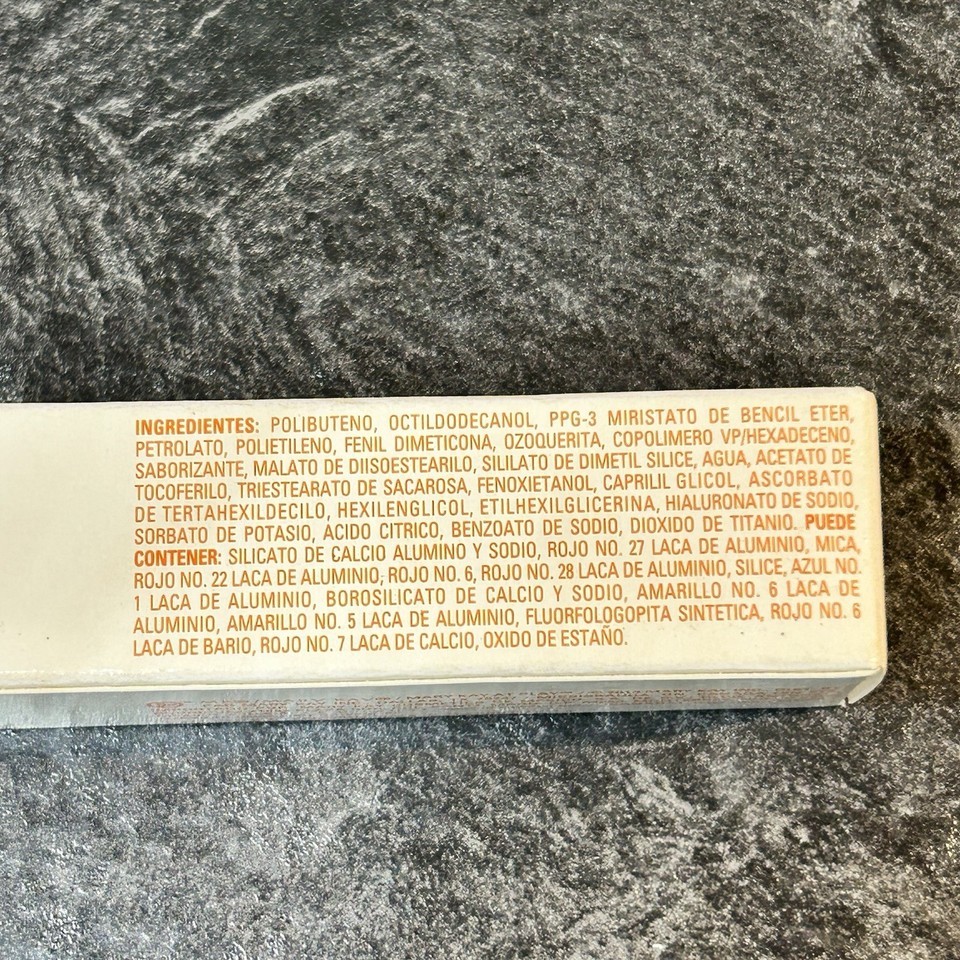 INGREDIENTES: POLIBUTENO, OCTILDODECANOL, PPG-3 MIRISTATO DE BENCIL ETER,
PETROLATO, POLIETILENO, FENIL DIMETICONA, OZOQUERITA, COPOLIMERO VP/HEXADECENO,
SABORIZANTE, MALATO DE DIISOESTEARILO, SILILATO DE DIMETIL SILICE, AGUA, ACETATO DE
TOCOFERILO, TRIESTEARATO DE SACAROSA, FENOXIETANOL, CAPRILIL GLICOL, ASCORBATO
DE TERTAHEXILDECILO, HEXILENGLICOL, ETILHEXILGLICERINA, HIALURONATO DE SODIO,
SORBATO DE POTASIO, ÁCIDO CITRICO, BENZOATO DE SODIO, DIOXIDO DE TITANIO. PUEDE
CONTENER: SILICATO DE CALCIO ALUMINO Y SODIO, ROJO NO. 27 LACA DE ALUMINIO, MICA,
ROJO NO. 22 LACA DE ALUMINIO, ROJO NO. 6, ROJO NO. 28 LACA DE ALUMINIO, SILICE, AZUL NO.
1 LACA DE ALUMINIO, BOROSILICATO DE CALCIO Y SODIO, AMARILLO NO. 6 LACA DE
ALUMINIO, AMARILLO NO. 5 LACA DE ALUMINIO, FLUORFOLOGOPITA SINTETICA, ROJO NO. 6
LACA DE BARIO, ROJO NO. 7 LACA DE CALCIO, OXIDO DE ESTAÑO.